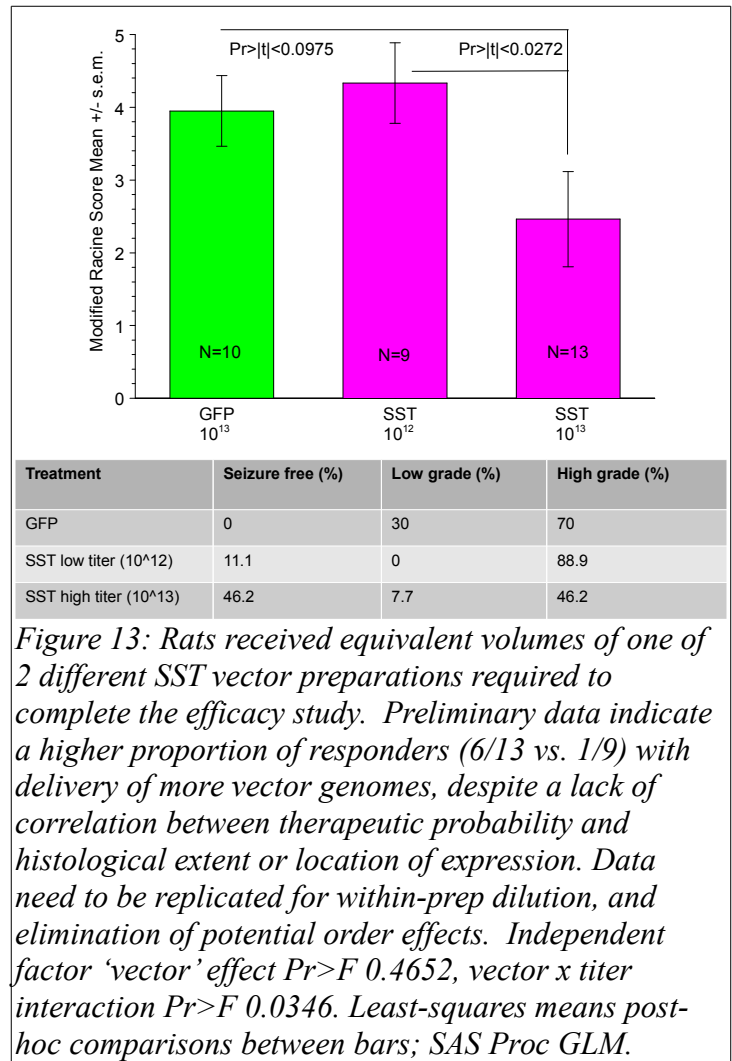 5
Pr>|t|<0.0975 Pr>|t|<0.0272
4
3
2
1
0
Modified Racine Score Mean +/- s.e.m.
N=10 N=9 N=13
GFP SST SST
10¹³ 10¹² 10¹³
Treatment Seizure free (%) Low grade (%) High grade (%)
GFP 0 30 70
SST low titer (10^12) 11.1 0 88.9
SST high titer (10^13) 46.2 7.7 46.2
Figure 13: Rats received equivalent volumes of one of
2 different SST vector preparations required to
complete the efficacy study. Preliminary data indicate
a higher proportion of responders (6/13 vs. 1/9) with
delivery of more vector genomes, despite a lack of
correlation between therapeutic probability and
histological extent or location of expression. Data
need to be replicated for within-prep dilution, and
elimination of potential order effects. Independent
factor ‘vector’ effect Pr>F 0.4652, vector x titer
interaction Pr>F 0.0346. Least-squares means post-
hoc comparisons between bars; SAS Proc GLM.